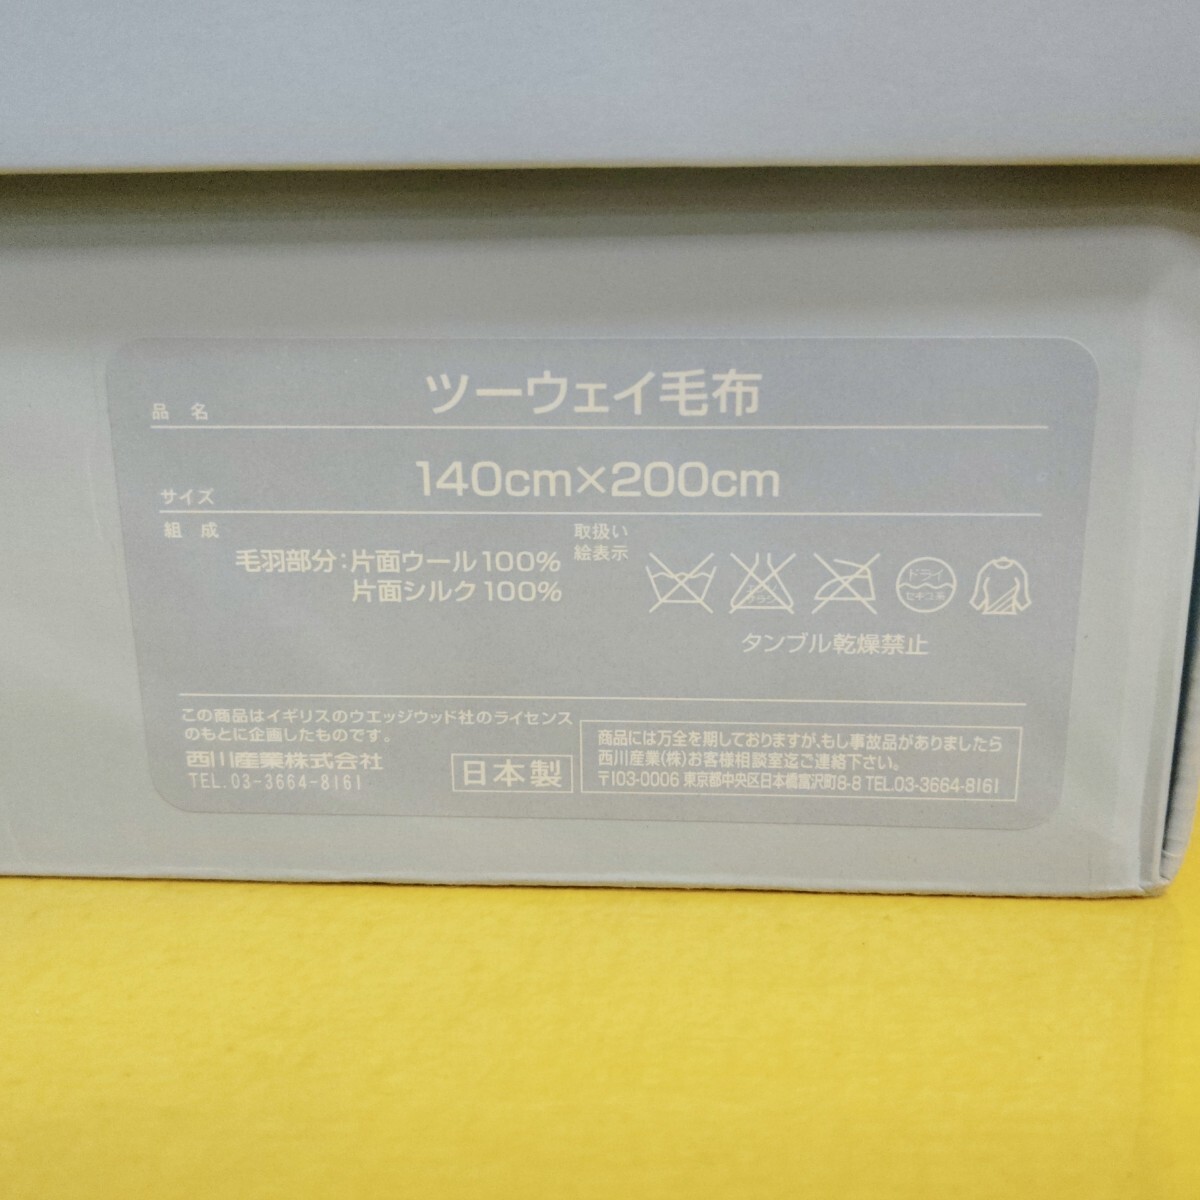 品名 ツーウェイ毛布
サイズ 140cm×200cm
組成
毛羽部分:片面ウール100%
片面シルク100%
取扱い
絵表示
エンソ
サラシ
ドライ
セキユ系
タンブル乾燥禁止
この商品はイギリスのウエッジウッド社のライセンス
のもとに企画したものです。
西川産業株式会社
TEL.03-3664-8161
日本製
商品には万全を期しておりますが、もし事故品がありましたら
西川産業(株)お客様相談室迄ご連絡下さい。
〒103-0006 東京都中央区日本橋富沢町8-8 TEL.03-3664-8161